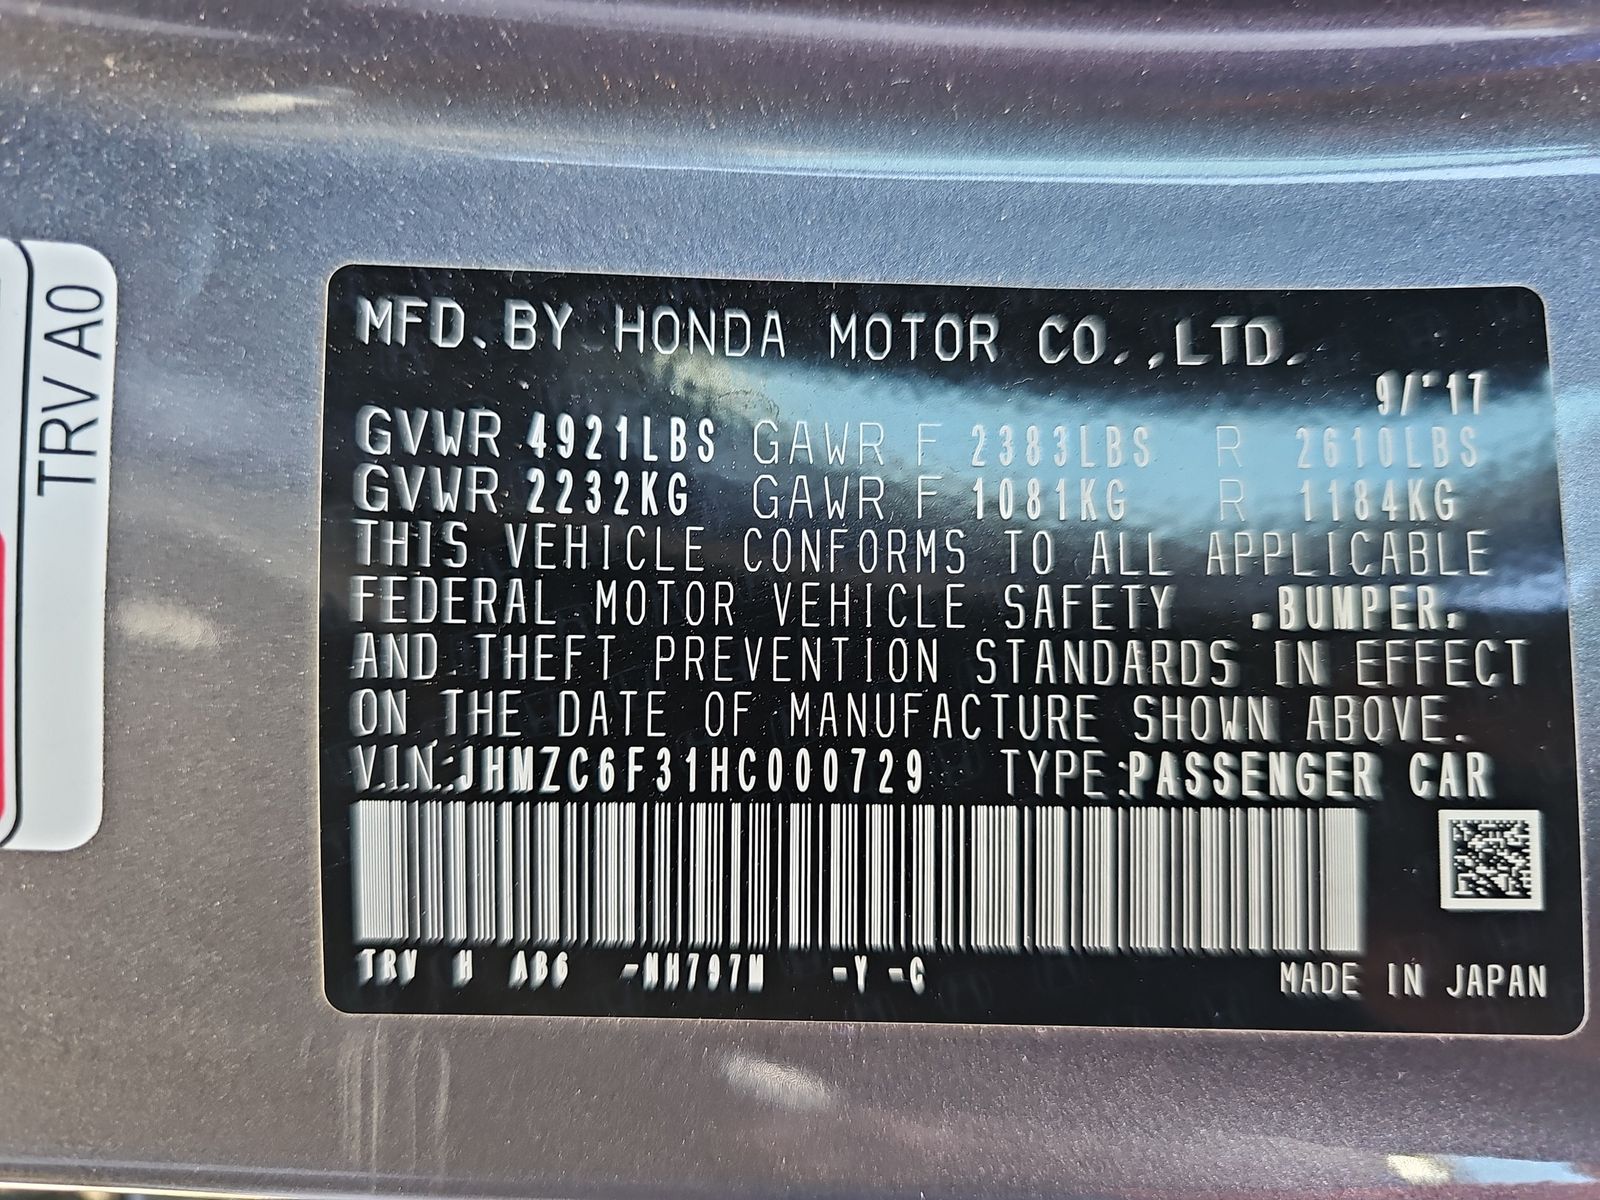 TRV A0
MFD. BY HONDA MOTOR CO.,LTD.
9/'17
GVWR 4921LBS GAWR F 2383LBS R 2610LBS
GVWR 2232KG GAWR F 1081KG R 1184KG
THIS VEHICLE CONFORMS TO ALL APPLICABLE
FEDERAL MOTOR VEHICLE SAFETY ,BUMPER,
AND THEFT PREVENTION STANDARDS IN EFFECT
ON THE DATE OF MANUFACTURE SHOWN ABOVE.
V.I.N.:JHMZC6F31HC000729 TYPE:PASSENGER CAR
TRV H AB6 -NH797M -Y -C
MADE IN JAPAN